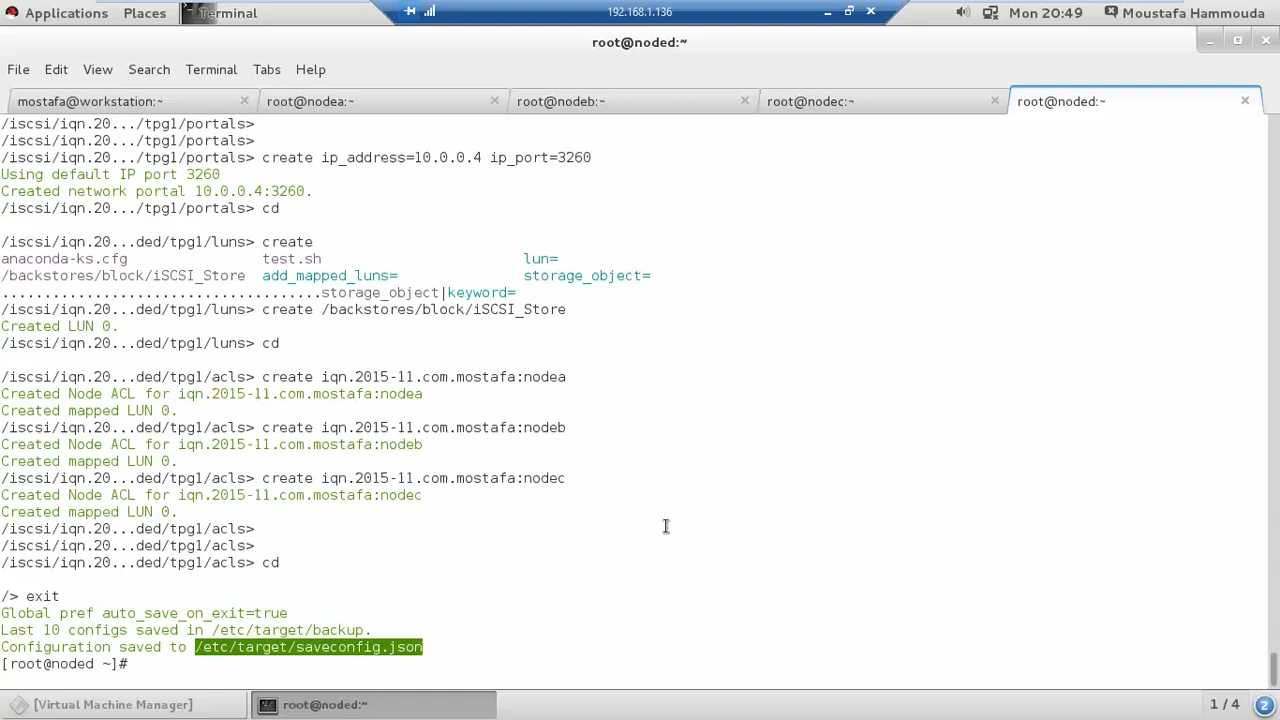 Applications Places Terminal 192.168.1.136 Mon 20:49 Moustafa Hammouda
root@noded:~
File Edit View Search Terminal Tabs Help
mostafa@workstation:~ root@nodea:~ root@nodeb:~ root@nodec:~ root@noded:~
/iscsi/iqn.20.../tpg1/portals>
/iscsi/iqn.20.../tpg1/portals>
/iscsi/iqn.20.../tpg1/portals> create ip_address=10.0.0.4 ip_port=3260
Using default IP port 3260
Created network portal 10.0.0.4:3260.
/iscsi/iqn.20.../tpg1/portals> cd
/iscsi/iqn.20...ded/tpg1/luns> create
anaconda-ks.cfg test.sh lun=
/backstores/block/iSCSI_Store add_mapped_luns= storage_object=
......................................storage_object|keyword=
/iscsi/iqn.20...ded/tpg1/luns> create /backstores/block/iSCSI_Store
Created LUN 0.
/iscsi/iqn.20...ded/tpg1/luns> cd
/iscsi/iqn.20...ded/tpg1/acls> create iqn.2015-11.com.mostafa:nodea
Created Node ACL for iqn.2015-11.com.mostafa:nodea
Created mapped LUN 0.
/iscsi/iqn.20...ded/tpg1/acls> create iqn.2015-11.com.mostafa:nodeb
Created Node ACL for iqn.2015-11.com.mostafa:nodeb
Created mapped LUN 0.
/iscsi/iqn.20...ded/tpg1/acls> create iqn.2015-11.com.mostafa:nodec
Created Node ACL for iqn.2015-11.com.mostafa:nodec
Created mapped LUN 0.
/iscsi/iqn.20...ded/tpg1/acls>
/iscsi/iqn.20...ded/tpg1/acls>
/iscsi/iqn.20...ded/tpg1/acls> cd
/> exit
Global pref auto_save_on_exit=true
Last 10 configs saved in /etc/target/backup.
Configuration saved to /etc/target/saveconfig.json
[root@noded ~]#
[Virtual Machine Manager] root@noded:~ 1 / 4 2